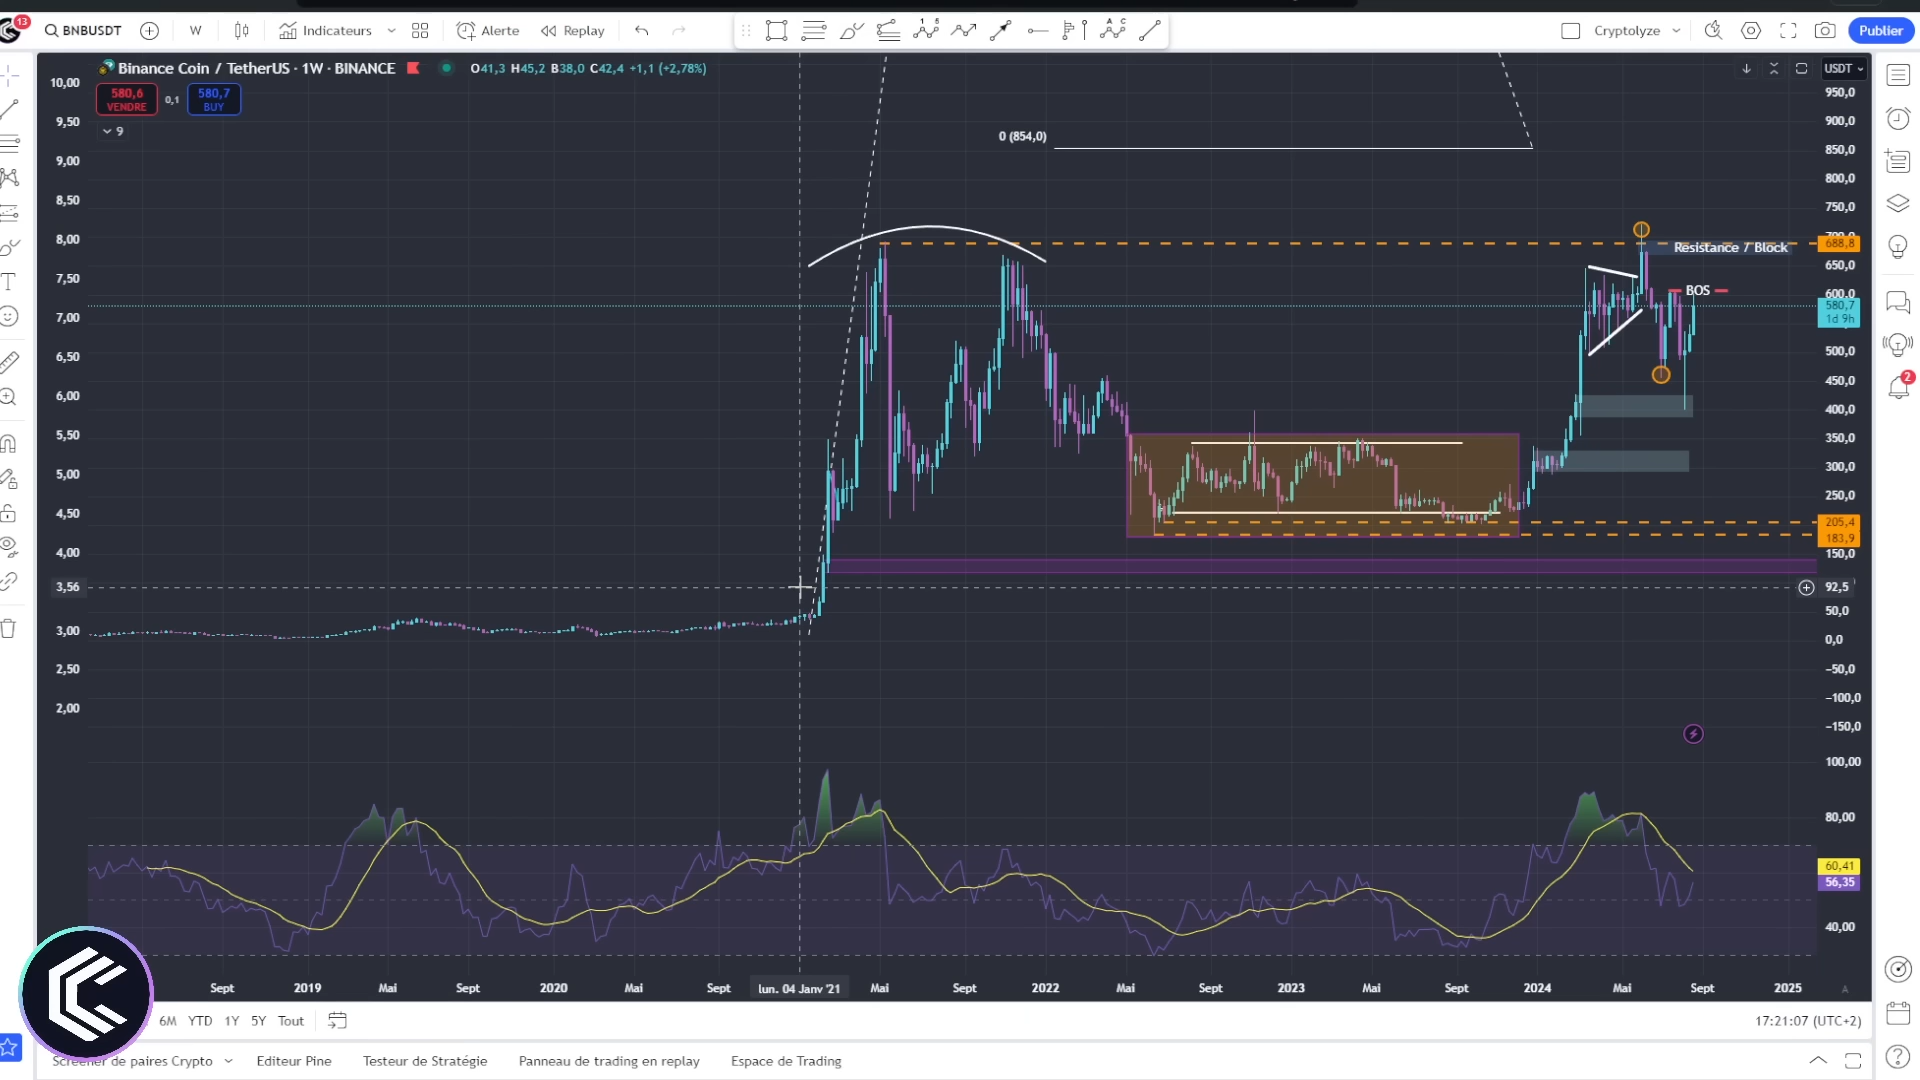 13
BNBUSDT
W
Indicateurs
Alerte
Replay
Cryptolyze
Publier
Binance Coin / TetherUS · 1W · BINANCE
O41,3 H45,2 B38,0 C42,4 +1,1 (+2,78%)
USDT
580,6
VENDRE
0,1
580,7
BUY
9
10,00
9,50
9,00
8,50
8,00
7,50
7,00
6,50
6,00
5,50
5,00
4,50
4,00
3,56
3,00
2,50
2,00
0 (854,0)
Resistance / Block
BOS
950,0
900,0
850,0
800,0
750,0
700,0
688,8
650,0
600,0
580,7
1d 9h
500,0
450,0
400,0
350,0
300,0
250,0
205,4
183,9
150,0
92,5
50,0
0,0
−50,0
−100,0
−150,0
100,00
80,00
60,41
56,35
40,00
2
Sept
2019
Mai
Sept
2020
Mai
Sept
lun. 04 Janv '21
Mai
Sept
2022
Mai
Sept
2023
Mai
Sept
2024
Mai
Sept
2025
A
6M
YTD
1Y
5Y
Tout
17:21:07 (UTC+2)
Screener de paires Crypto
Editeur Pine
Testeur de Stratégie
Panneau de trading en replay
Espace de Trading